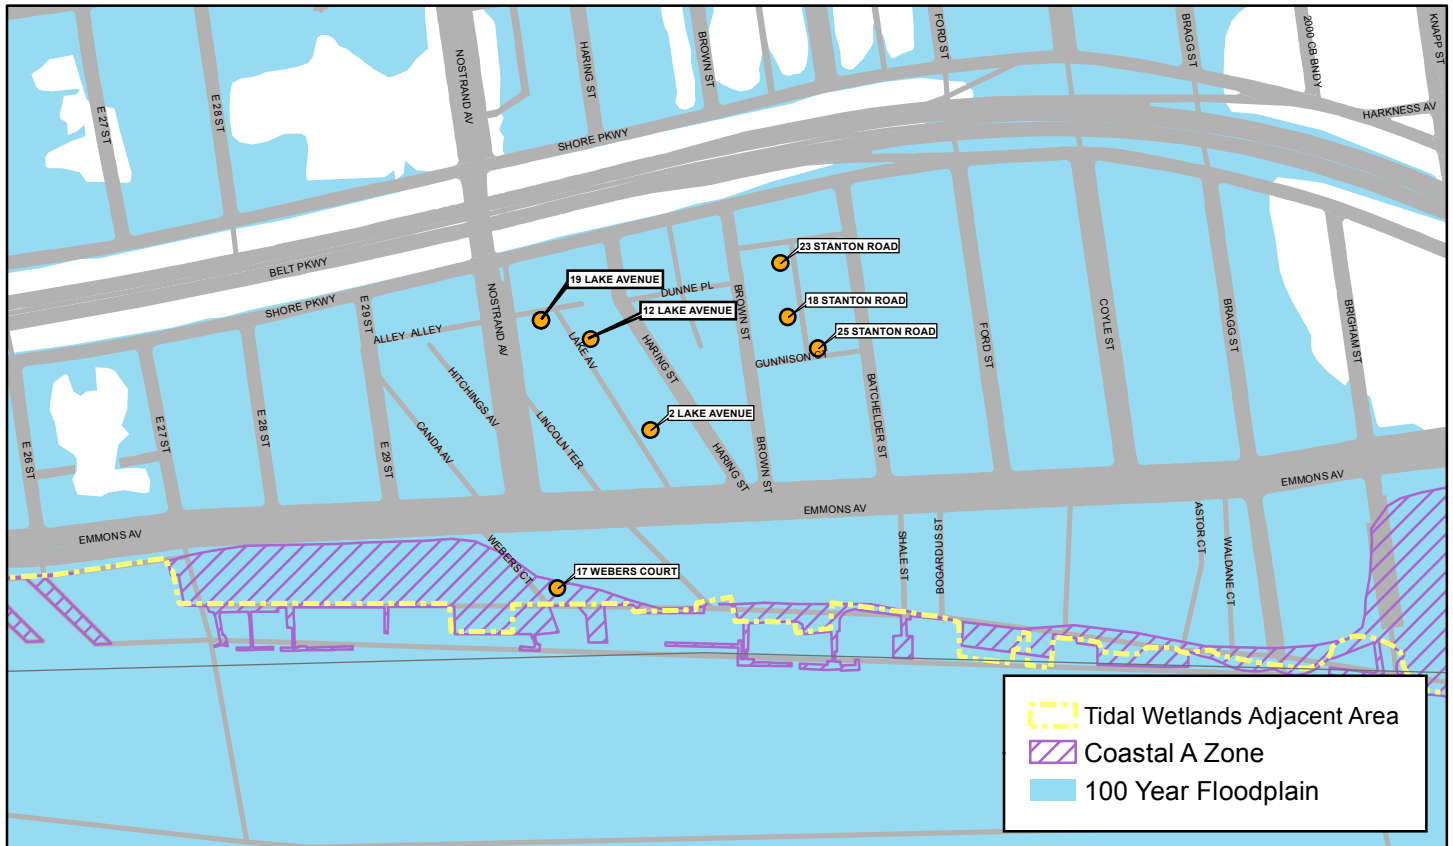 FORD ST
BRAGG ST
2000 CB BNDY
KNAPP ST
NOSTRAND AV
HARING ST
BROWN ST
E 27 ST
E 28 ST
HARKNESS AV
SHORE PKWY
BELT PKWY
SHORE PKWY
23 STANTON ROAD
19 LAKE AVENUE
DUNNE PL
12 LAKE AVENUE
18 STANTON ROAD
25 STANTON ROAD
GUNNISON CT
E 29 ST
ALLEY ALLEY
NOSTRAND AV
LAKE AV
HARING ST
BROWN ST
BATCHELDER ST
FORD ST
COYLE ST
BRAGG ST
BRIGHAM ST
HITCHINGS AV
CANDA AV
LINCOLN TER
2 LAKE AVENUE
E 26 ST
E 27 ST
E 28 ST
E 29 ST
HARING ST
BROWN ST
EMMONS AV
EMMONS AV
EMMONS AV
WEBERS CT
17 WEBERS COURT
SHALE ST
BOGARDUS ST
ASTOR CT
WALDANE CT
Tidal Wetlands Adjacent Area
Coastal A Zone
100 Year Floodplain